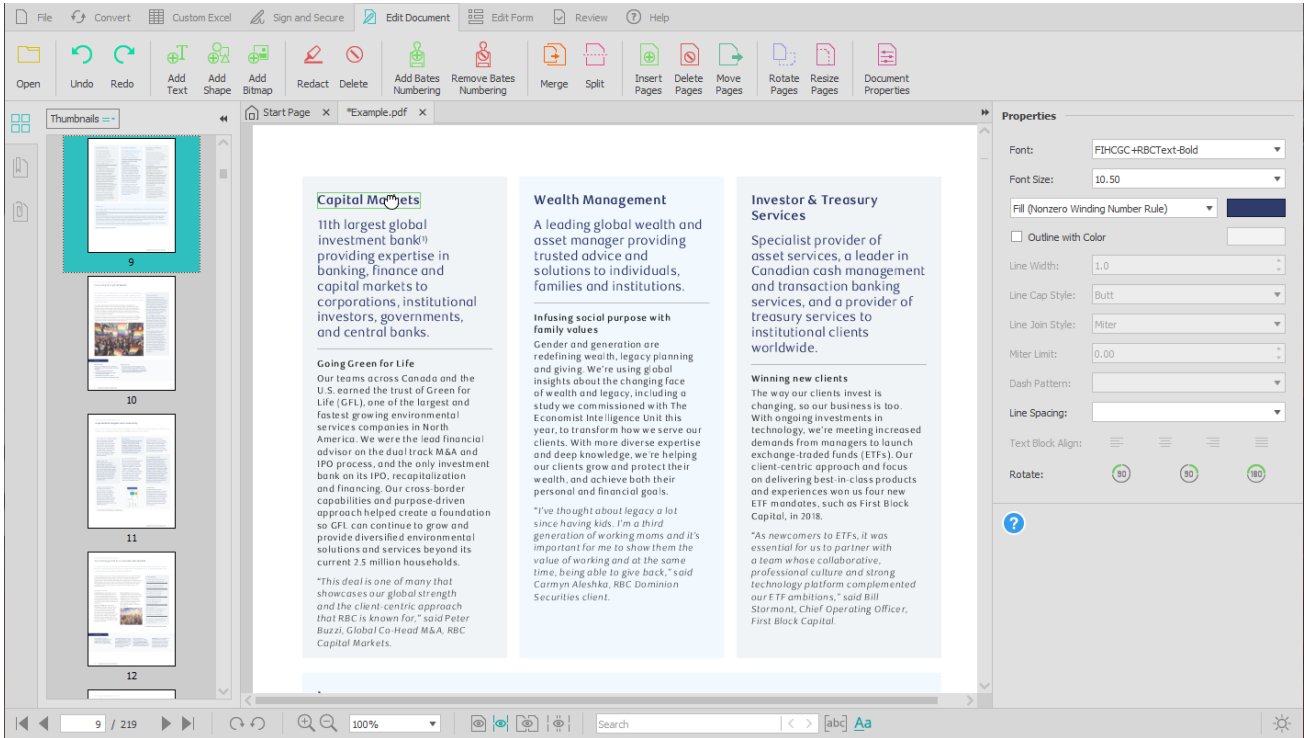 File Convert Custom Excel Sign and Secure Edit Document Edit Form Review Help
Open Undo Redo Add Text Add Shape Add Bitmap Redact Delete Add Bates Numbering Remove Bates Numbering Merge Split Insert Pages Delete Pages Move Pages Rotate Pages Resize Pages Document Properties
Thumbnails
9
10
11
12
Start Page *Example.pdf
Capital Markets
11th largest global
investment bank(1)
providing expertise in
banking, finance and
capital markets to
corporations, institutional
investors, governments,
and central banks.
Going Green for Life
Our teams across Canada and the
U.S. earned the trust of Green for
Life (GFL), one of the largest and
fastest growing environmental
services companies in North
America. We were the lead financial
advisor on the dual track M&A and
IPO process, and the only investment
bank on its IPO, recapitalization
and financing. Our cross-border
capabilities and purpose-driven
approach helped create a foundation
so GFL can continue to grow and
provide diversified environmental
solutions and services beyond its
current 2.5 million households.
"This deal is one of many that
showcases our global strength
and the client-centric approach
that RBC is known for," said Peter
Buzzi, Global Co-Head M&A, RBC
Capital Markets.
Wealth Management
A leading global wealth and
asset manager providing
trusted advice and
solutions to individuals,
families and institutions.
Infusing social purpose with
family values
Gender and generation are
redefining wealth, legacy planning
and giving. We're using global
insights about the changing face
of wealth and legacy, including a
study we commissioned with The
Economist Intelligence Unit this
year, to transform how we serve our
clients. With more diverse expertise
and deep knowledge, we're helping
our clients grow and protect their
wealth, and achieve both their
personal and financial goals.
"I've thought about legacy a lot
since having kids. I'm a third
generation of working moms and it's
important for me to show them the
value of working and at the same
time, being able to give back," said
Carmyn Aleshka, RBC Dominion
Securities client.
Investor & Treasury
Services
Specialist provider of
asset services, a leader in
Canadian cash management
and transaction banking
services, and a provider of
treasury services to
institutional clients
worldwide.
Winning new clients
The way our clients invest is
changing, so our business is too.
With ongoing investments in
technology, we're meeting increased
demands from managers to launch
exchange-traded funds (ETFs). Our
client-centric approach and focus
on delivering best-in-class products
and experiences won us four new
ETF mandates, such as First Block
Capital, in 2018.
"As newcomers to ETFs, it was
essential for us to partner with
a team whose collaborative,
professional culture and strong
technology platform complemented
our ETF ambitions," said Bill
Stormont, Chief Operating Officer,
First Block Capital.
Properties
Font: FIHCGC+RBCText-Bold
Font Size: 10.50
Fill (Nonzero Winding Number Rule)
Outline with Color
Line Width: 1.0
Line Cap Style: Butt
Line Join Style: Miter
Miter Limit: 0.00
Dash Pattern:
Line Spacing:
Text Block Align:
Rotate: 90 90 180
?
9 / 219 100% Search [abc] Aa